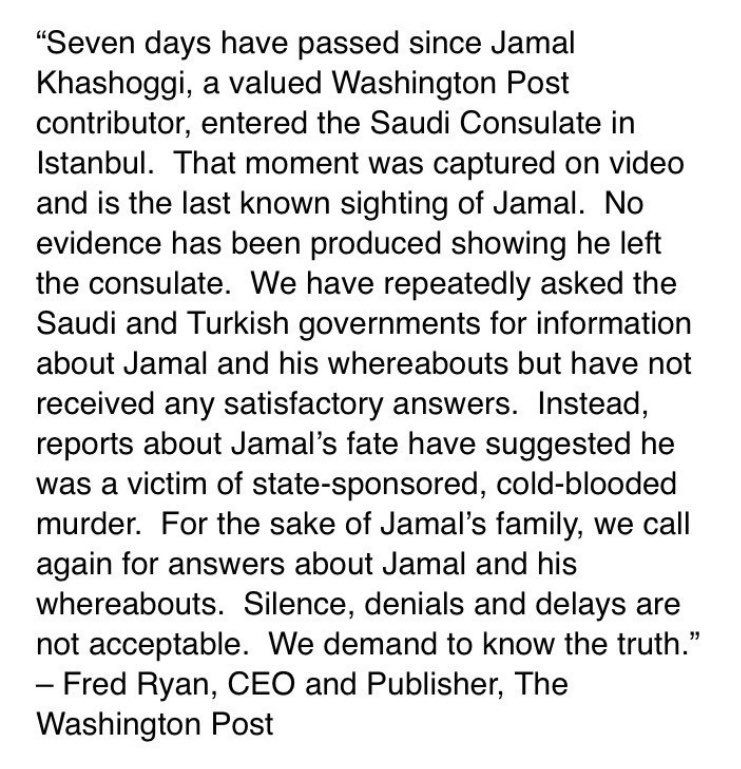 “Seven days have passed since Jamal
Khashoggi, a valued Washington Post
contributor, entered the Saudi Consulate in
Istanbul.  That moment was captured on video
and is the last known sighting of Jamal.  No
evidence has been produced showing he left
the consulate.  We have repeatedly asked the
Saudi and Turkish governments for information
about Jamal and his whereabouts but have not
received any satisfactory answers.  Instead,
reports about Jamal’s fate have suggested he
was a victim of state-sponsored, cold-blooded
murder.  For the sake of Jamal’s family, we call
again for answers about Jamal and his
whereabouts.  Silence, denials and delays are
not acceptable.  We demand to know the truth.”
– Fred Ryan, CEO and Publisher, The
Washington Post